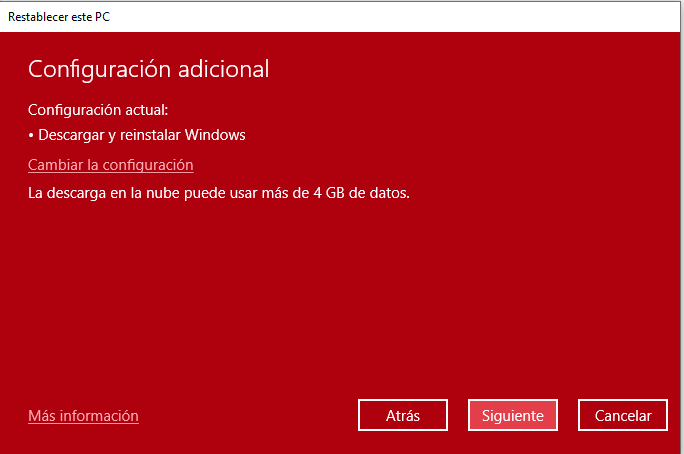 Restablecer este PC
Configuración adicional
Configuración actual:
• Descargar y reinstalar Windows
Cambiar la configuración
La descarga en la nube puede usar más de 4 GB de datos.
Más información
Atrás
Siguiente
Cancelar